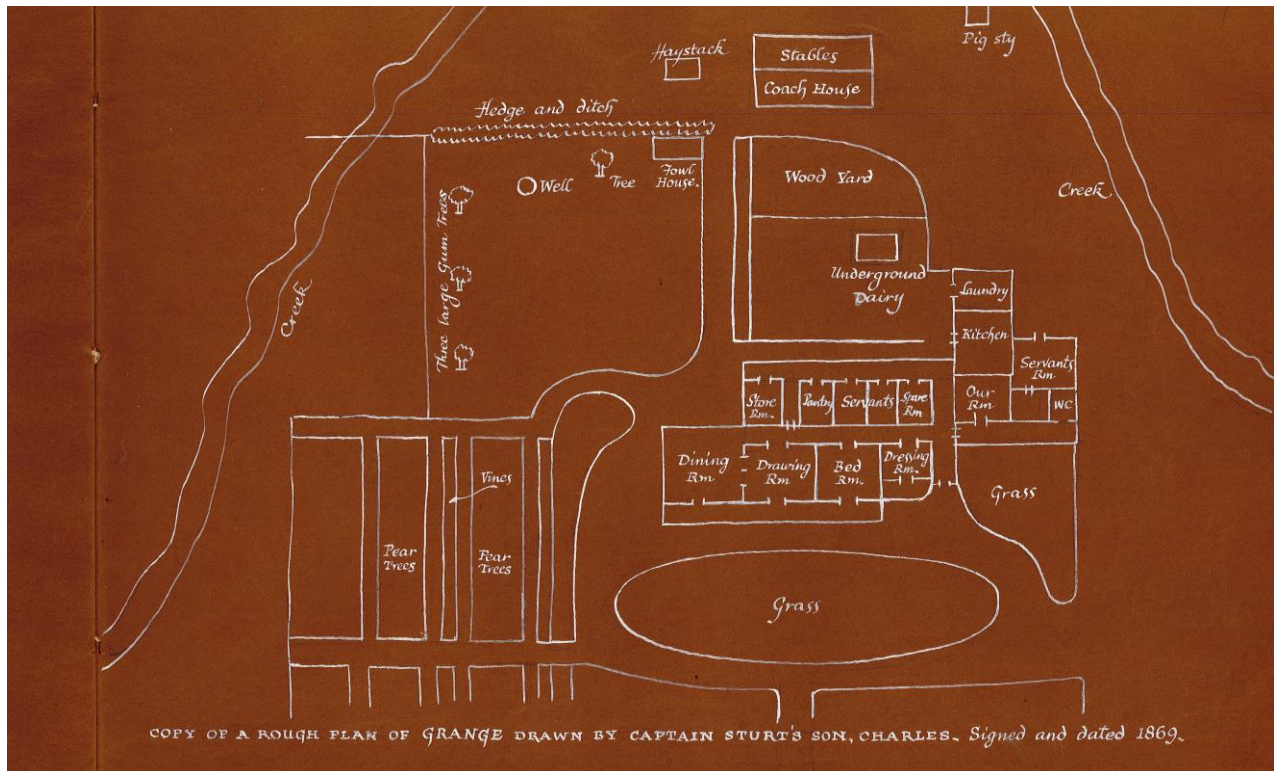 Haystack
Stables
Coach House
Pig sty
Hedge and ditch
Creek
Three large Gum Trees
Well
Tree
Fowl
House.
Wood Yard
Creek
Underground
Dairy
Laundry
Kitchen
Servants
Rm
Our
Rm
WC
Store
Rm.
Pantry
Servants
Spare
Rm
Dining
Rm
Drawing
Rm
Bed
Rm.
Dressing
Rm.
Grass
Vines
Pear
Trees
Pear
Trees
Grass
COPY OF A ROUGH PLAN OF GRANGE DRAWN BY CAPTAIN STURT'S SON, CHARLES. Signed and dated 1869.